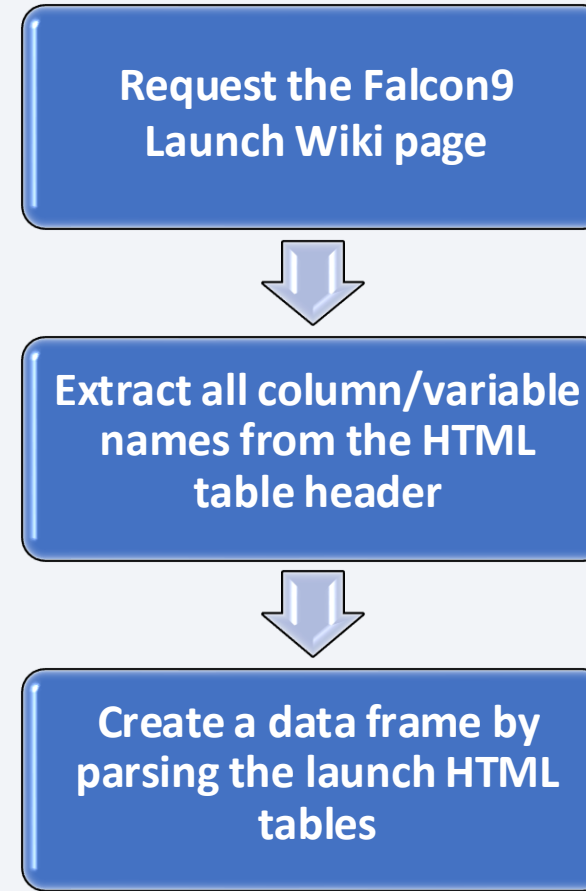 Request the Falcon9
Launch Wiki page
Extract all column/variable
names from the HTML
table header
Create a data frame by
parsing the launch HTML
tables